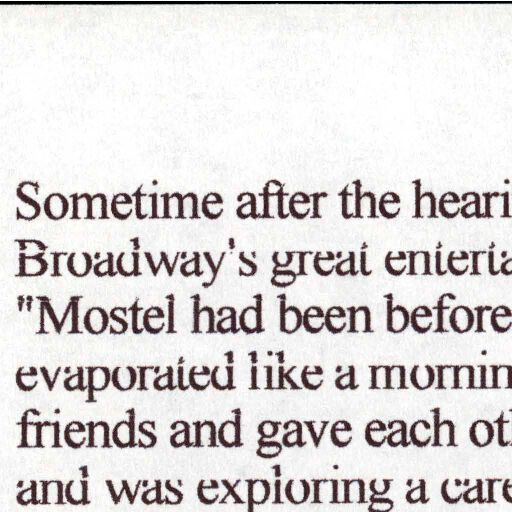 Sometime after the heari
Broadway's great enterta
"Mostel had been before
evaporated like a mornin
friends and gave each oth
and was exploring a care